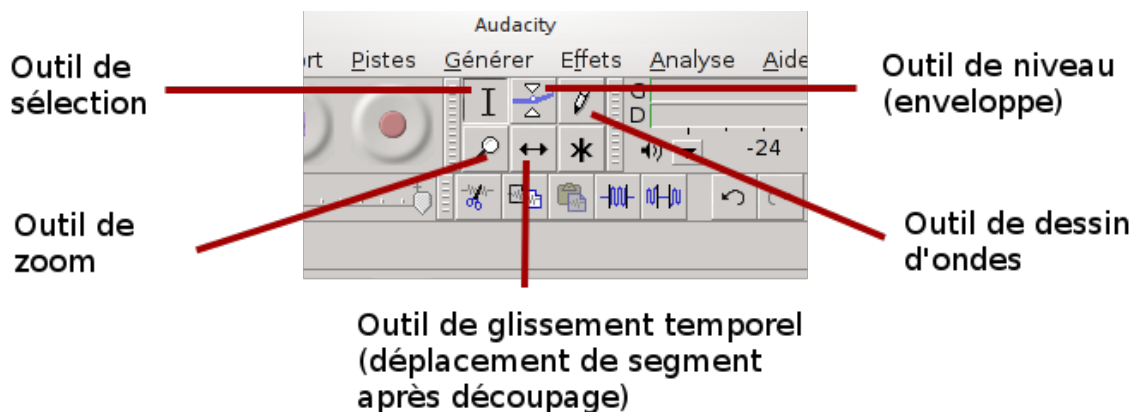 Audacity
Pistes Générer Effets Analyse Aide
Outil de
sélection
Outil de niveau
(enveloppe)
G
D
-24
Outil de
zoom
Outil de dessin
d'ondes
Outil de glissement temporel
(déplacement de segment
après découpage)